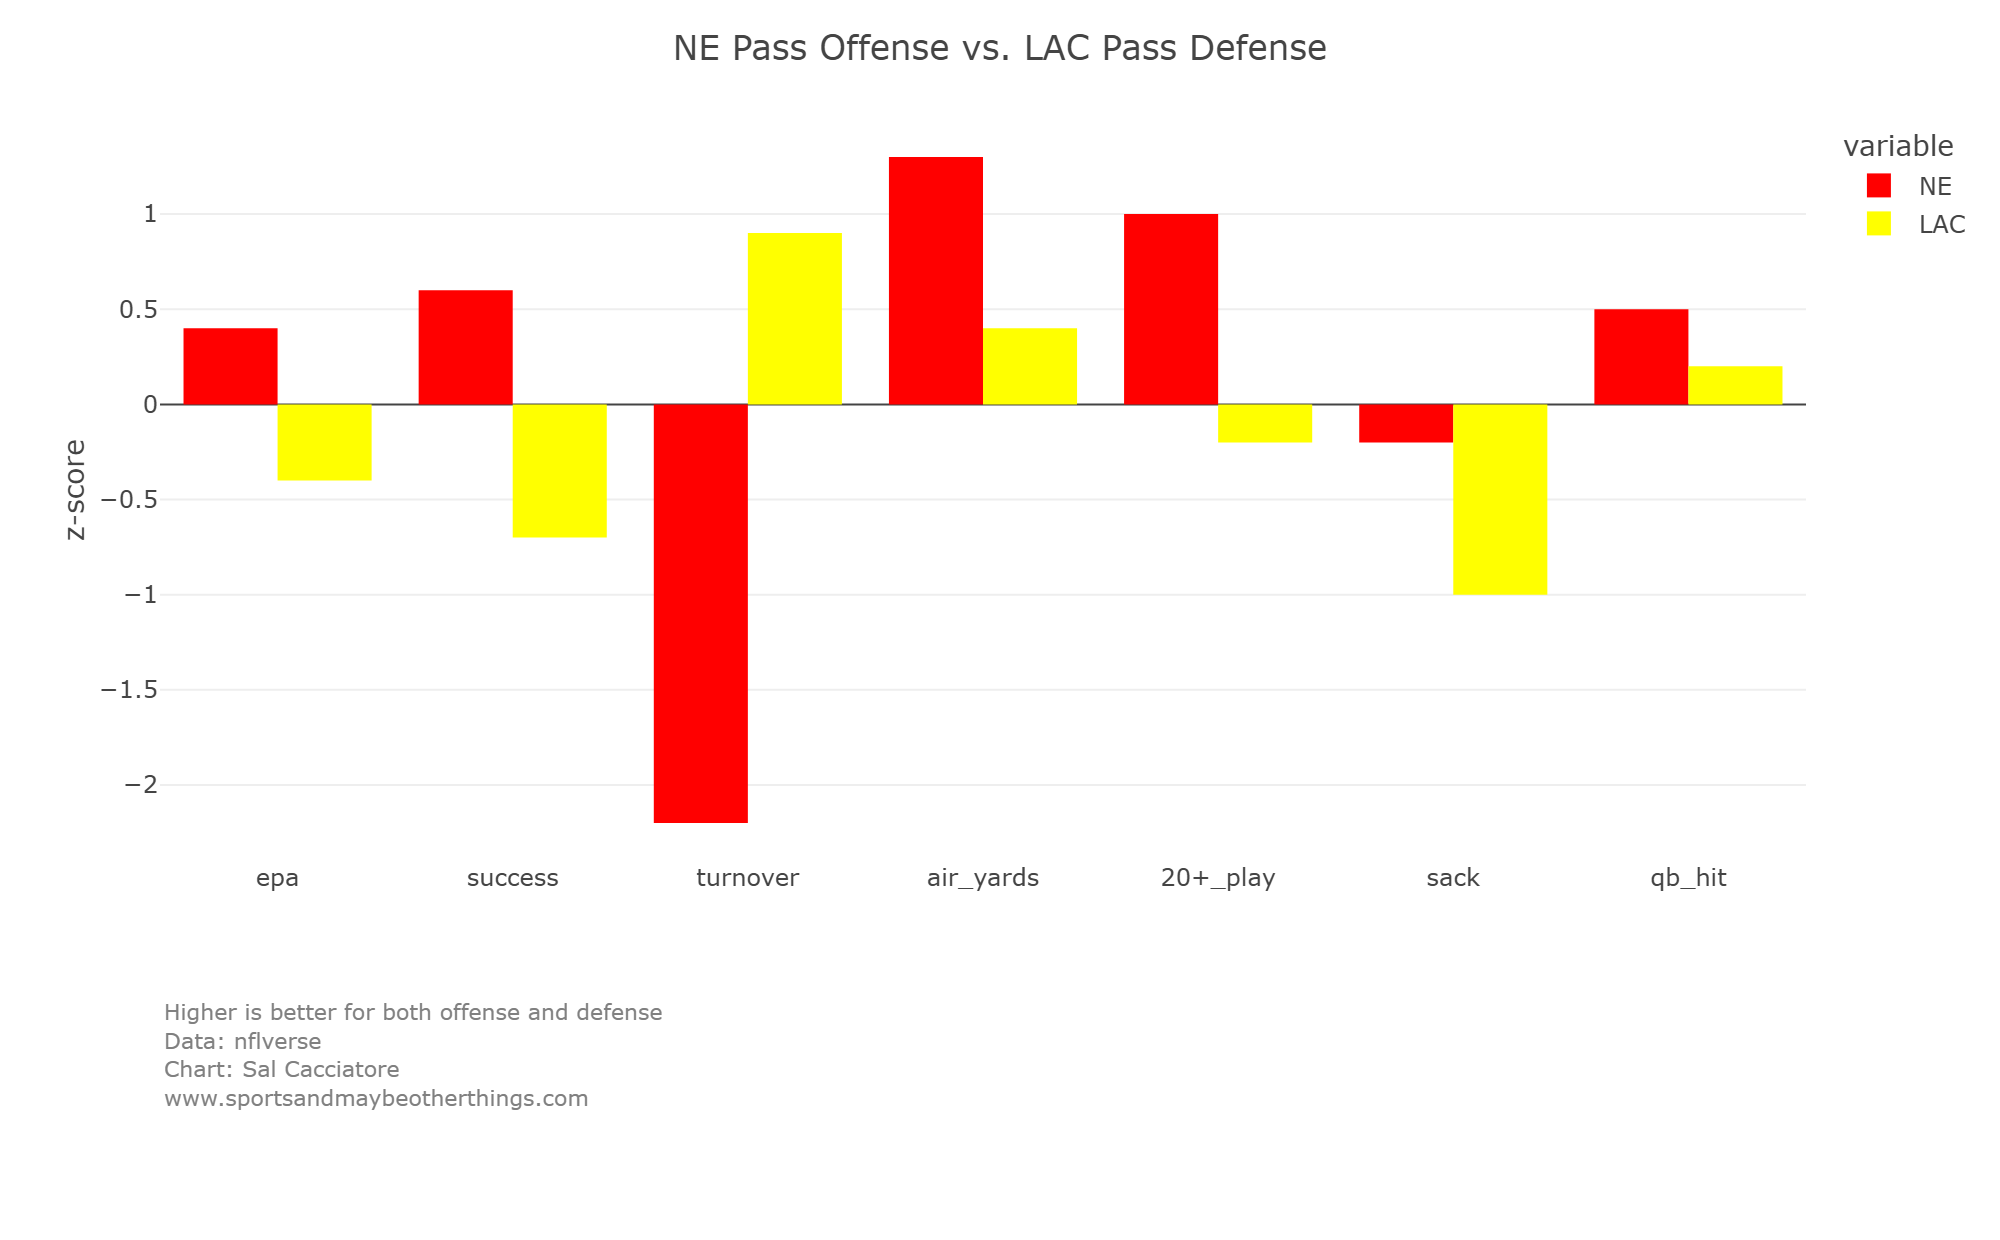 NE Pass Offense vs. LAC Pass Defense
variable
NE
LAC
z-score
1
0.5
0
−0.5
−1
−1.5
−2
epa
success
turnover
air_yards
20+_play
sack
qb_hit
Higher is better for both offense and defense
Data: nflverse
Chart: Sal Cacciatore
www.sportsandmaybeotherthings.com